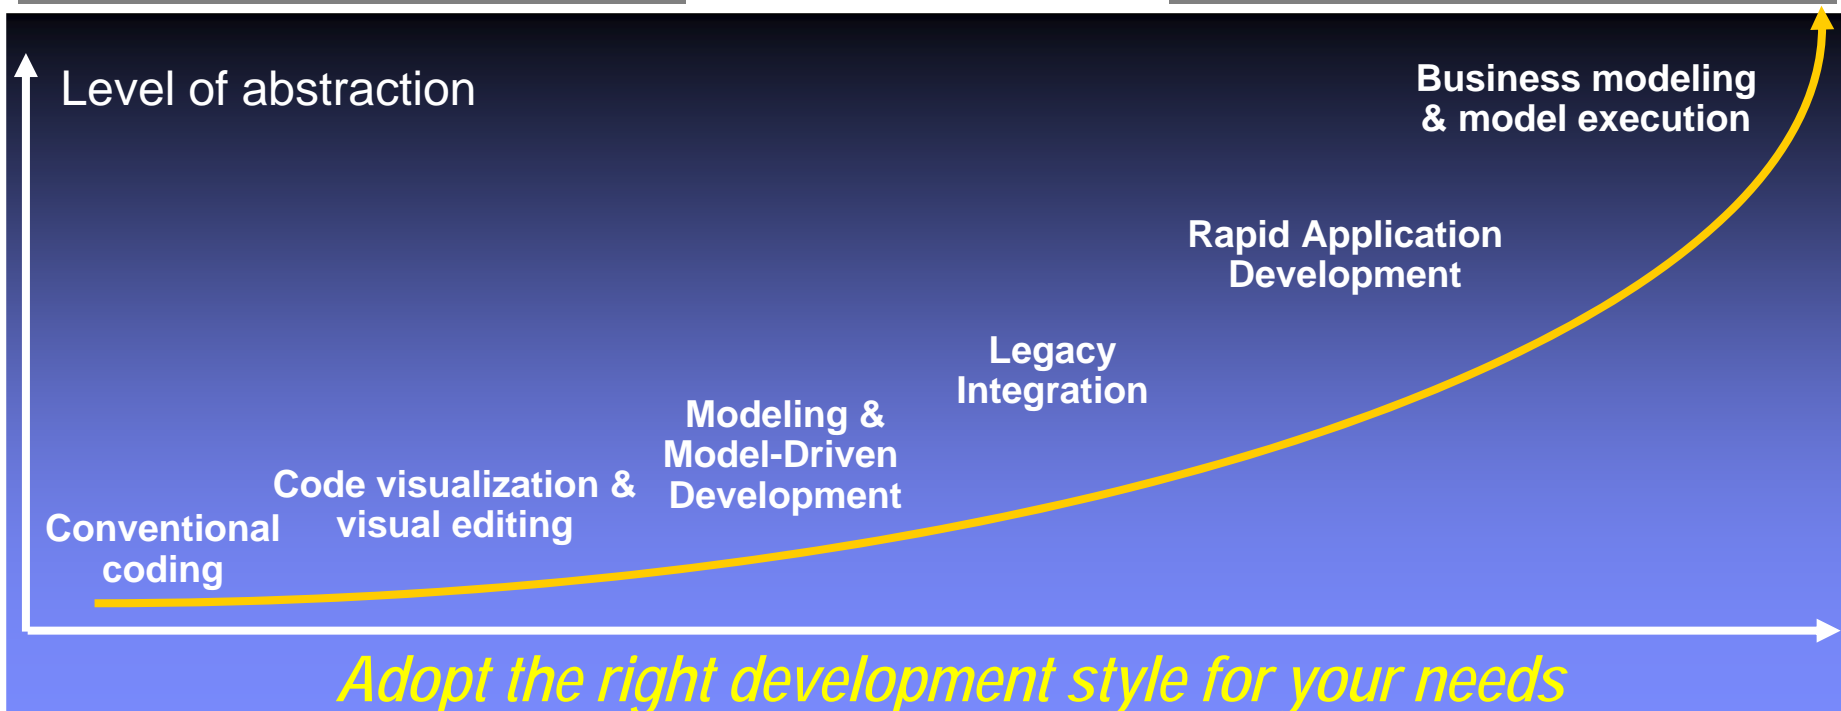 Level of abstraction
Business modeling
& model execution
Rapid Application
Development
Legacy
Integration
Modeling &
Model-Driven
Development
Code visualization &
visual editing
Conventional
coding
Adopt the right development style for your needs